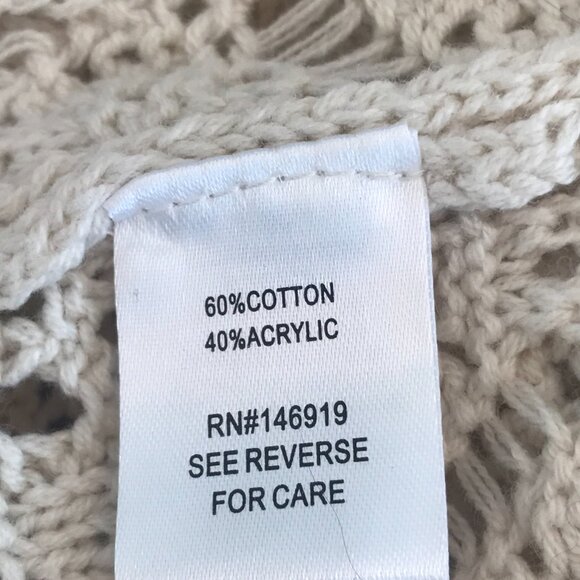 60%COTTON
40%ACRYLIC
RN#146919
SEE REVERSE
FOR CARE